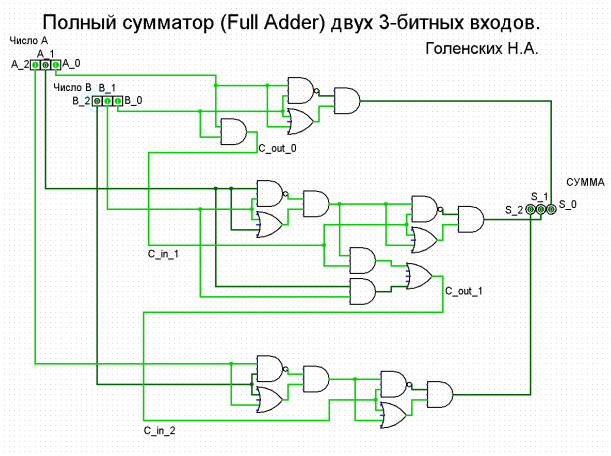 Полный сумматор (Full Adder) двух 3-битных входов.
Голенских Н.А.
Число A
A_1
A_2
A_0
Число B
B_1
B_2
B_0
C_out_0
СУММА
S_1
S_2
S_0
C_in_1
C_out_1
C_in_2